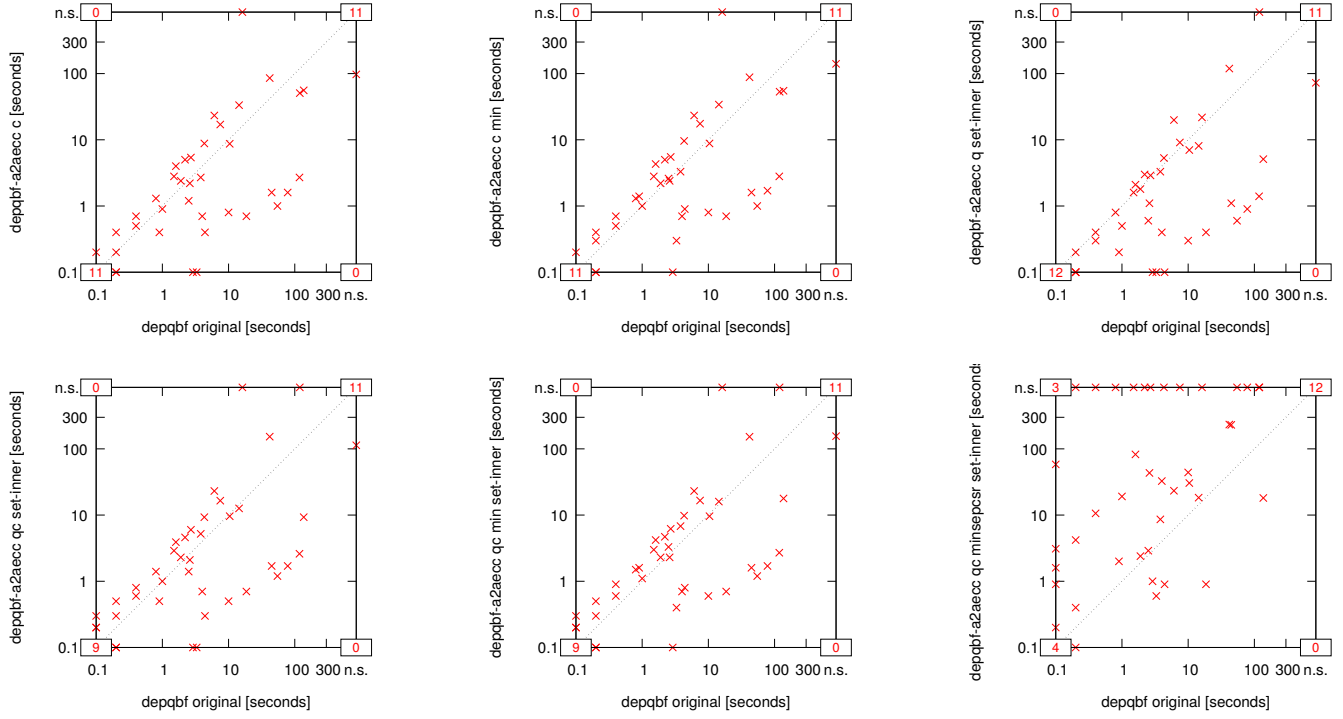 n.s. 0 11
300
100
10
1
0.1 11 0
0.1 1 10 100 300 n.s.
depqbf-a2aecc c [seconds]
depqbf original [seconds]
n.s. 0 11
300
100
10
1
0.1 11 0
0.1 1 10 100 300 n.s.
depqbf-a2aecc c min [seconds]
depqbf original [seconds]
n.s. 0 11
300
100
10
1
0.1 12 0
0.1 1 10 100 300 n.s.
depqbf-a2aecc q set-inner [seconds]
depqbf original [seconds]
n.s. 0 11
300
100
10
1
0.1 9 0
0.1 1 10 100 300 n.s.
depqbf-a2aecc qc set-inner [seconds]
depqbf original [seconds]
n.s. 0 11
300
100
10
1
0.1 9 0
0.1 1 10 100 300 n.s.
depqbf-a2aecc qc min set-inner [seconds]
depqbf original [seconds]
n.s. 3 12
300
100
10
1
0.1 4 0
0.1 1 10 100 300 n.s.
depqbf-a2aecc qc minsepcsr set-inner [second
depqbf original [seconds]